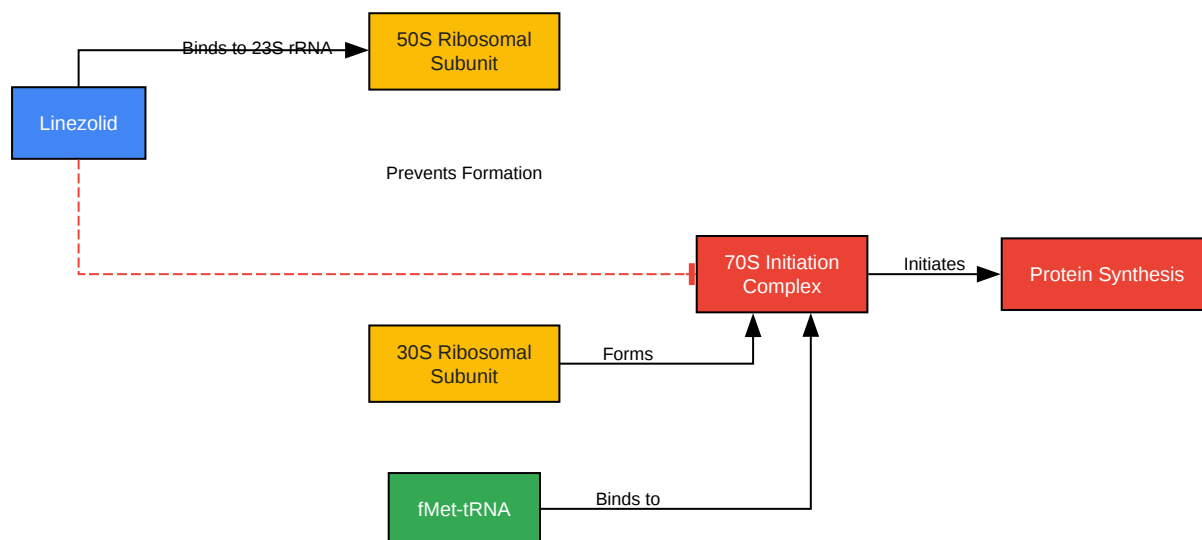 Binds to 23S rRNA
50S Ribosomal
Subunit
Linezolid
Prevents Formation
70S Initiation
Complex
Initiates
Protein Synthesis
30S Ribosomal
Subunit
Forms
fMet-tRNA
Binds to